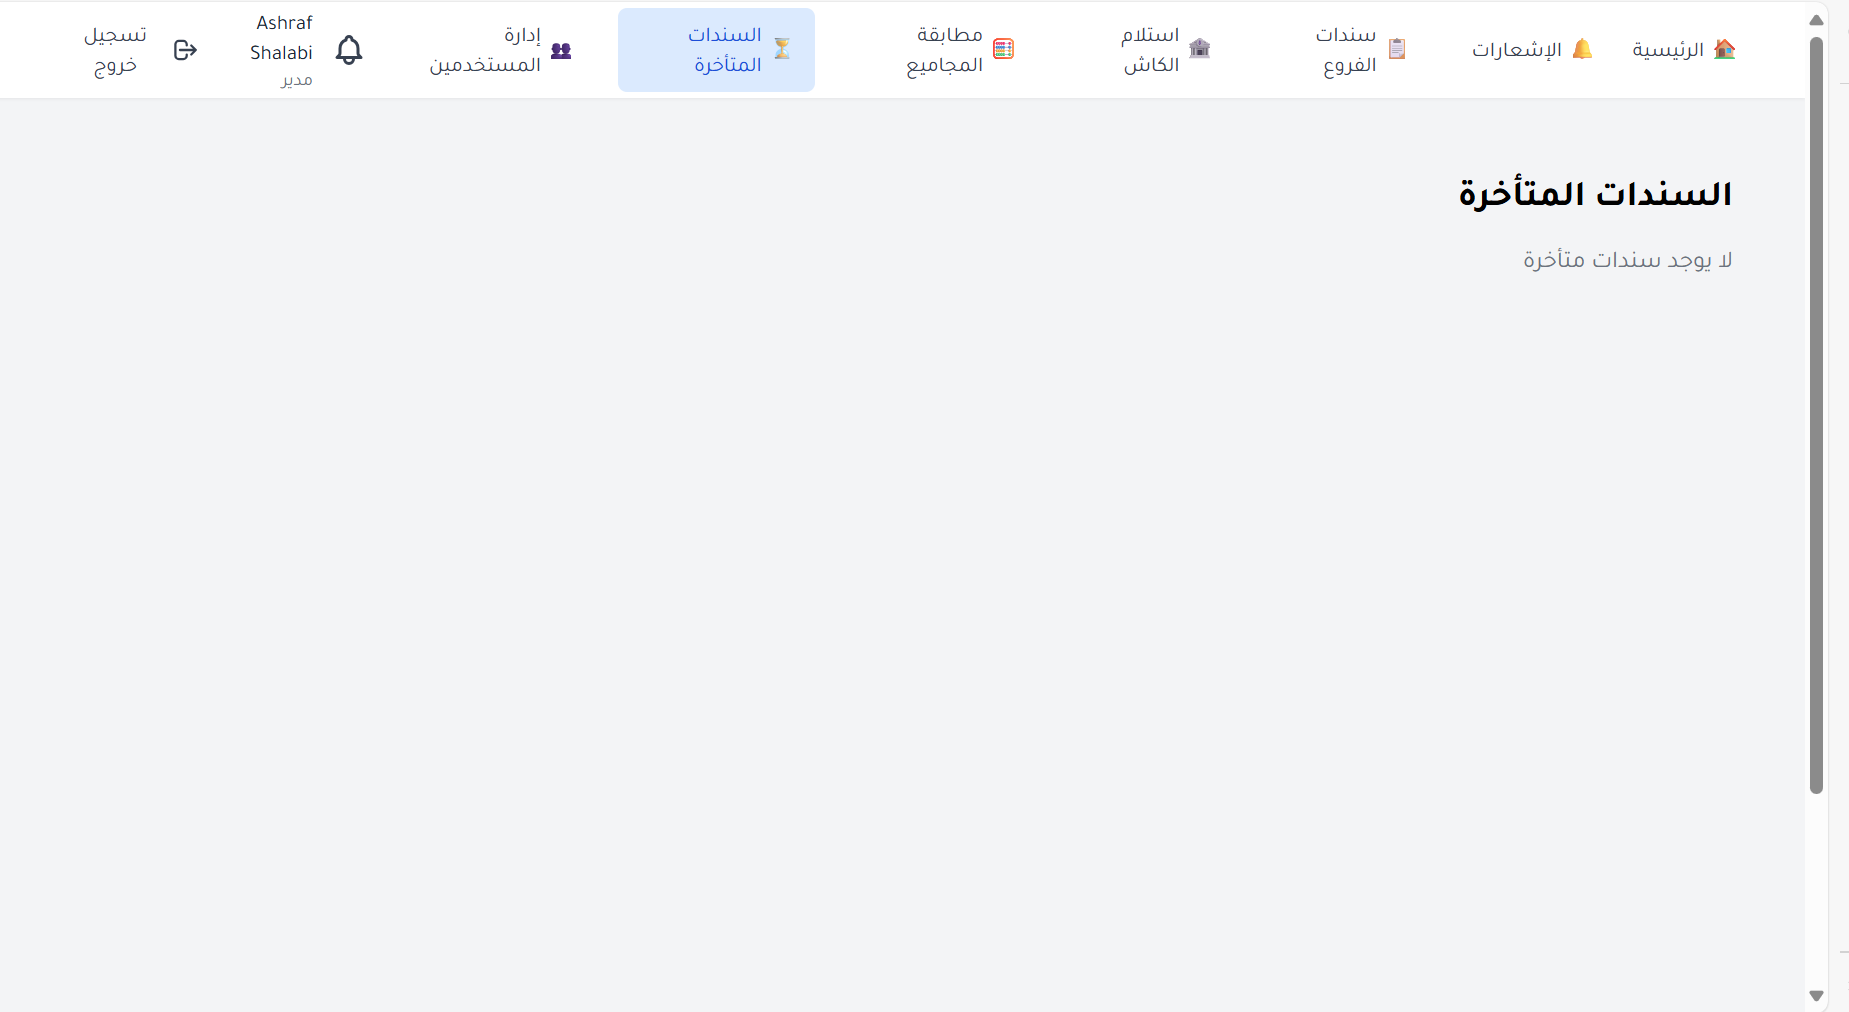 الرئيسية
الإشعارات
سندات
الفروع
استلام
الكاش
مطابقة
المجاميع
السندات
المتأخرة
إدارة
المستخدمين
Ashraf
Shalabi
مدير
تسجيل
خروج
السندات المتأخرة
لا يوجد سندات متأخرة